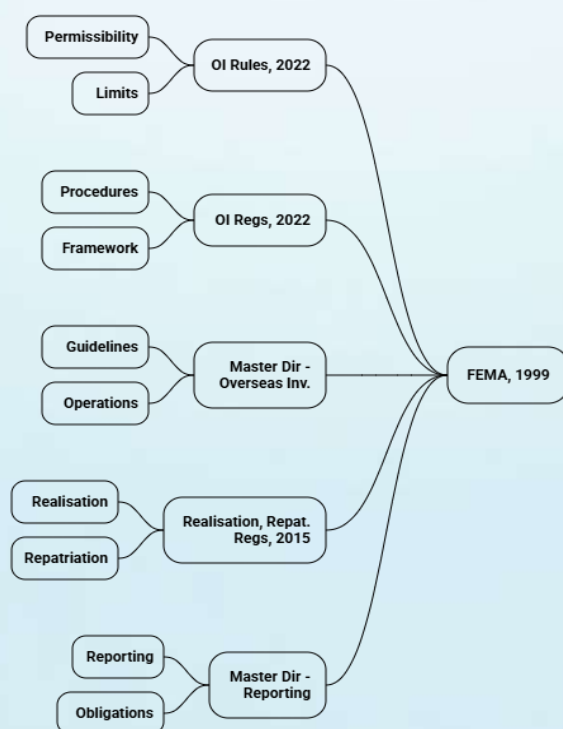 Permissibility
Limits
OI Rules, 2022
Procedures
Framework
OI Regs, 2022
Guidelines
Operations
Master Dir -
Overseas Inv.
FEMA, 1999
Realisation
Repatriation
Realisation, Repat.
Regs, 2015
Reporting
Obligations
Master Dir -
Reporting